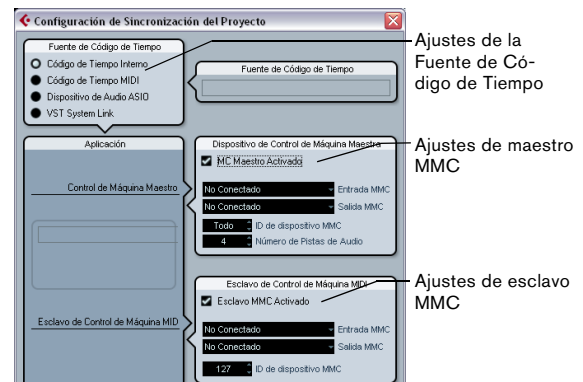 Configuración de Sincronización del Proyecto
Fuente de Código de Tiempo
Código de Tiempo Interno
Código de Tiempo MIDI
Dispositivo de Audio ASIO
VST System Link
Fuente de Código de Tiempo
Ajustes de la
Fuente de Có-
digo de Tiempo
Aplicación
Control de Máquina Maestro
Esclavo de Control de Máquina MIDI
Dispositivo de Control de Máquina Maestro
MC Maestro Activado
No Conectado
Entrada MMC
No Conectado
Salida MMC
Todo
ID de dispositivo MMC
4
Número de Pistas de Audio
Ajustes de maestro
MMC
Esclavo de Control de Máquina MIDI
Esclavo MMC Activado
No Conectado
Entrada MMC
No Conectado
Salida MMC
127
ID de dispositivo MMC
Ajustes de esclavo
MMC